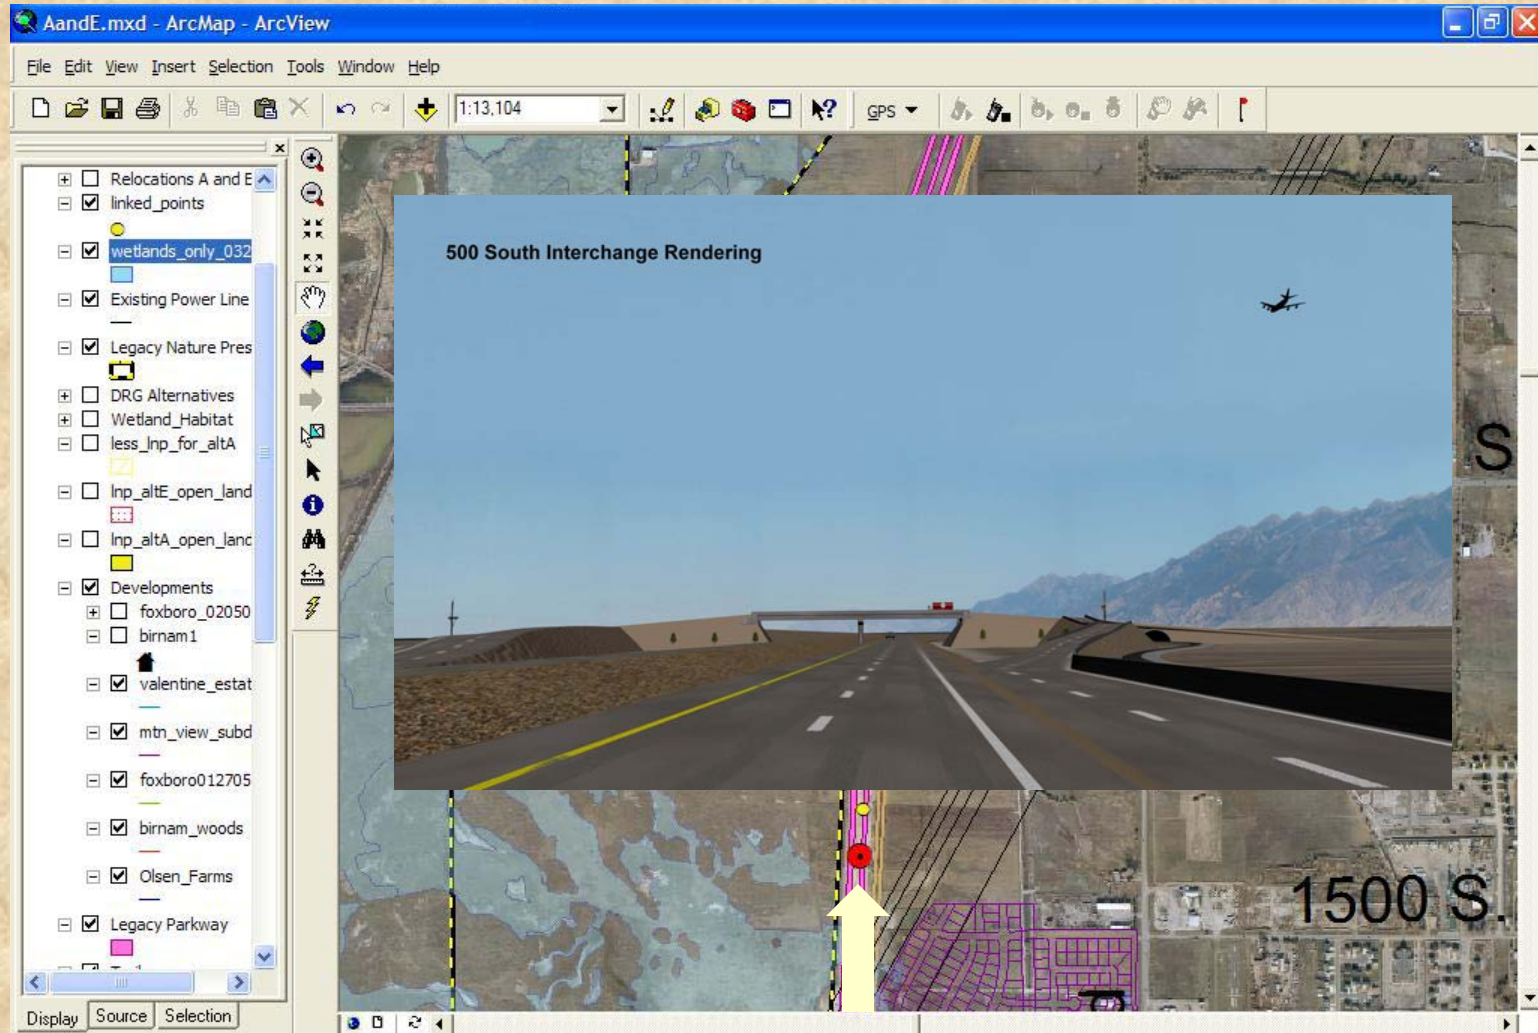 AandE.mxd - ArcMap - ArcView
File Edit View Insert Selection Tools Window Help
1:13,104
GPS
Relocations A and E
linked_points
wetlands_only_032
Existing Power Line
Legacy Nature Pres
DRG Alternatives
Wetland_Habitat
less_lnp_for_altA
lnp_altE_open_land
lnp_altA_open_land
Developments
foxboro_02050
birnam1
valentine_estat
mtn_view_subd
foxboro012705
birnam_woods
Olsen_Farms
Legacy Parkway
Display Source Selection
500 South Interchange Rendering
S
1500 S.